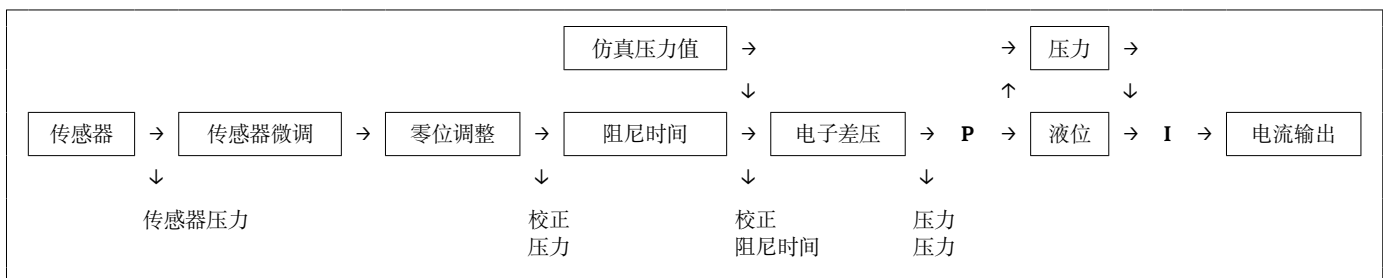 仿真压力值 → → 压力 →
↓ ↑ ↓
传感器 → 传感器微调 → 零位调整 → 阻尼时间 → 电子差压 → P → 液位 → I → 电流输出
↓ ↓ ↓ ↓
传感器压力 校正 校正 压力
压力 阻尼时间 压力